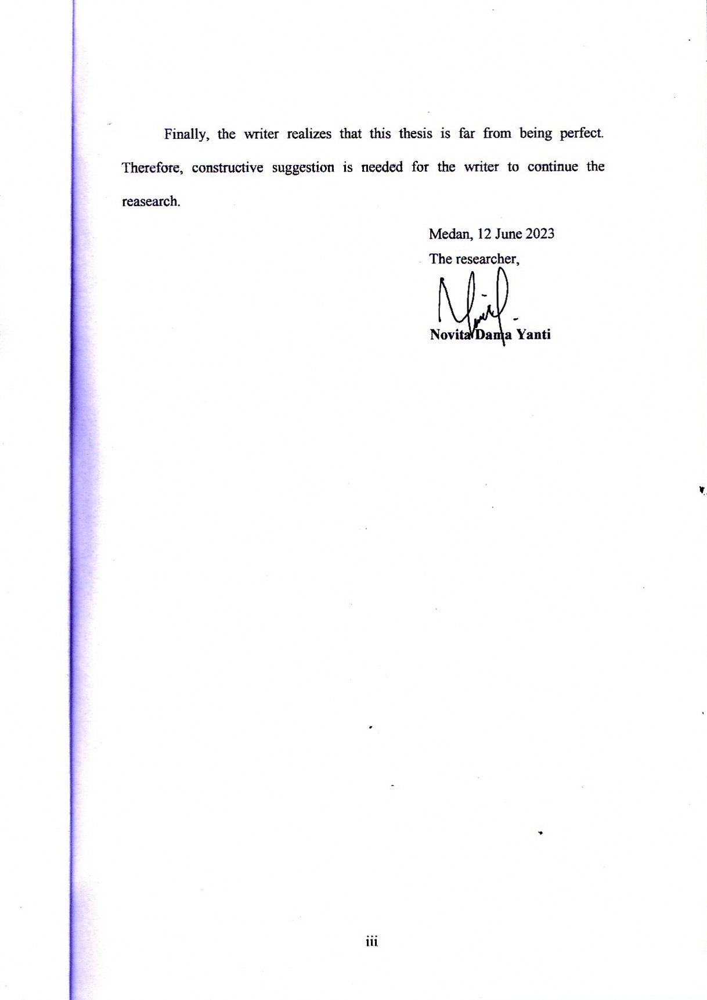 Finally, the writer realizes that this thesis is far from being perfect.
Therefore, constructive suggestion is needed for the writer to continue the
reasearch.
Medan, 12 June 2023
The researcher,
Novita Dama Yanti
iii